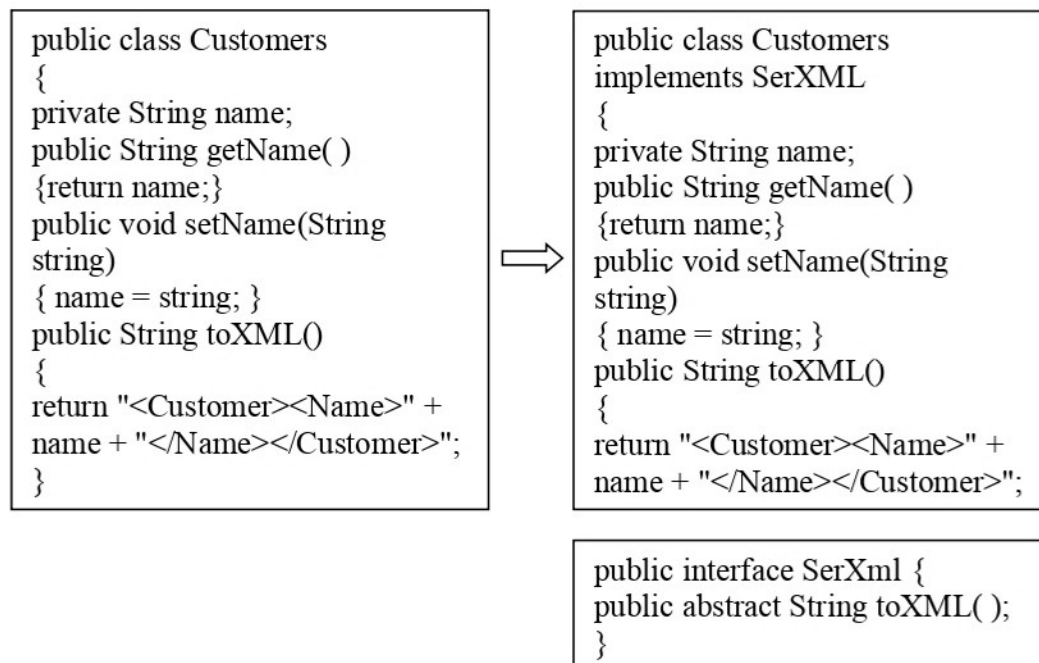 public class Customers
{
private String name;
public String getName( )
{return name;}
public void setName(String
string)
{ name = string; }
public String toXML()
{
return "<Customer><Name>" +
name + "</Name></Customer>";
}
public class Customers
implements SerXML
{
private String name;
public String getName( )
{return name;}
public void setName(String
string)
{ name = string; }
public String toXML()
{
return "<Customer><Name>" +
name + "</Name></Customer>";
public interface SerXml {
public abstract String toXML( );
}